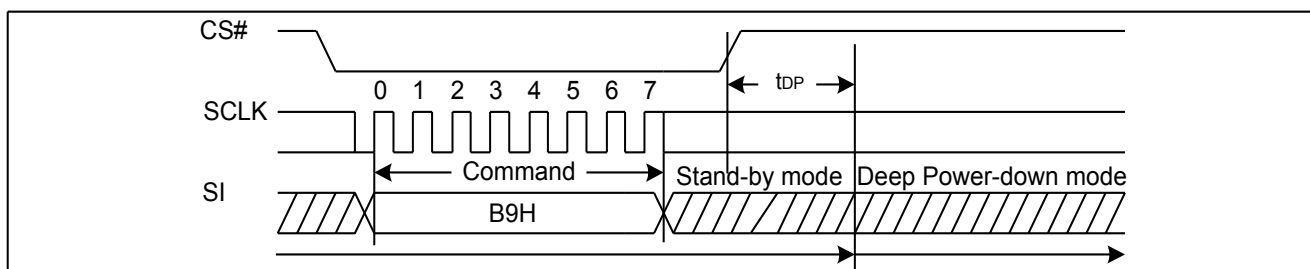 CS#
tDP
0 1 2 3 4 5 6 7
SCLK
Command
Stand-by mode Deep Power-down mode
SI
B9H